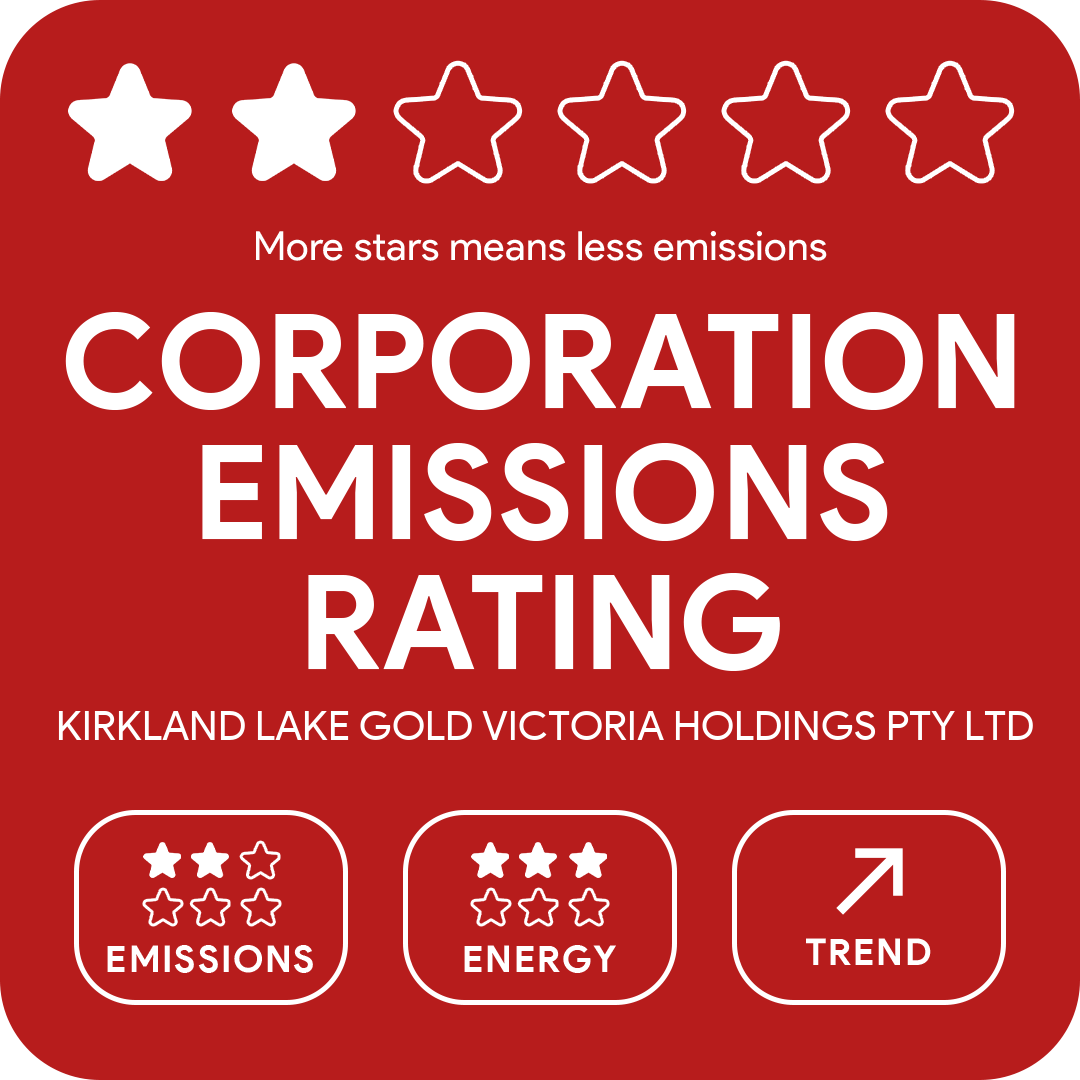 More stars means less emissions
CORPORATION
EMISSIONS
RATING
KIRKLAND LAKE GOLD VICTORIA HOLDINGS PTY LTD
EMISSIONS
ENERGY
TREND